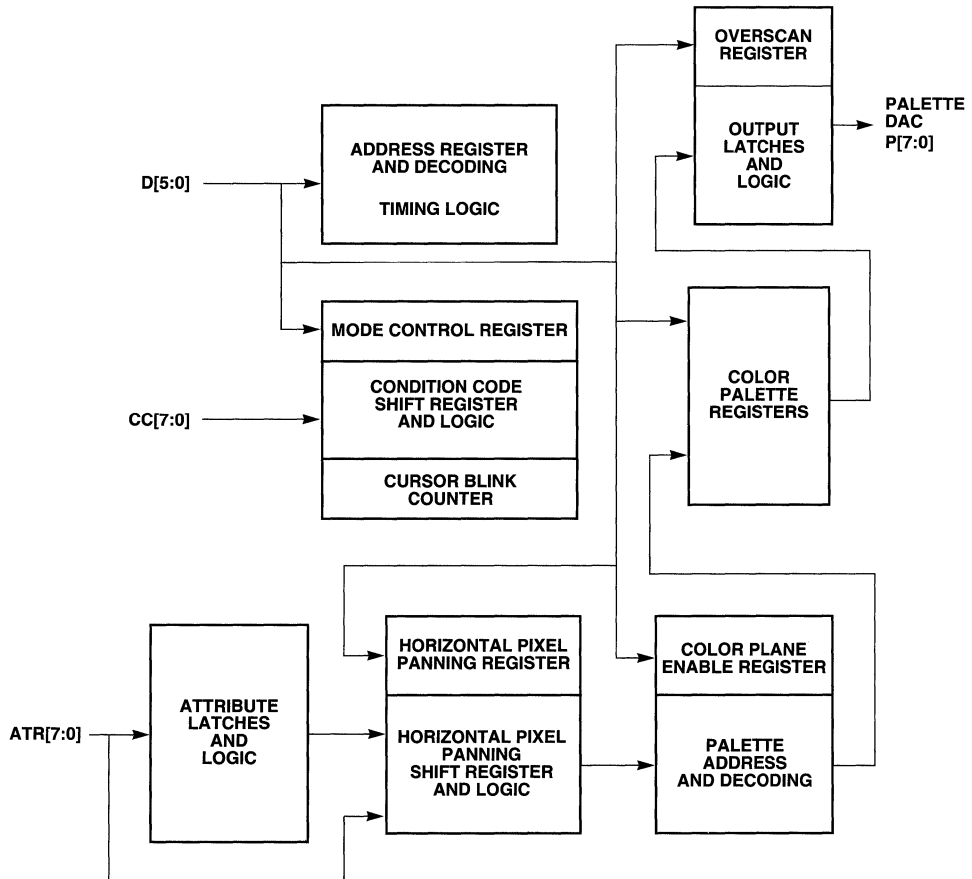 OVERSCAN
REGISTER
OUTPUT
LATCHES
AND
LOGIC
PALETTE
DAC
P[7:0]
ADDRESS REGISTER
AND DECODING
TIMING LOGIC
D[5:0]
MODE CONTROL REGISTER
CONDITION CODE
SHIFT REGISTER
AND LOGIC
CC[7:0]
CURSOR BLINK
COUNTER
COLOR
PALETTE
REGISTERS
HORIZONTAL PIXEL
PANNING REGISTER
COLOR PLANE
ENABLE REGISTER
ATR[7:0]
ATTRIBUTE
LATCHES
AND
LOGIC
HORIZONTAL PIXEL
PANNING
SHIFT REGISTER
AND LOGIC
PALETTE
ADDRESS
AND DECODING